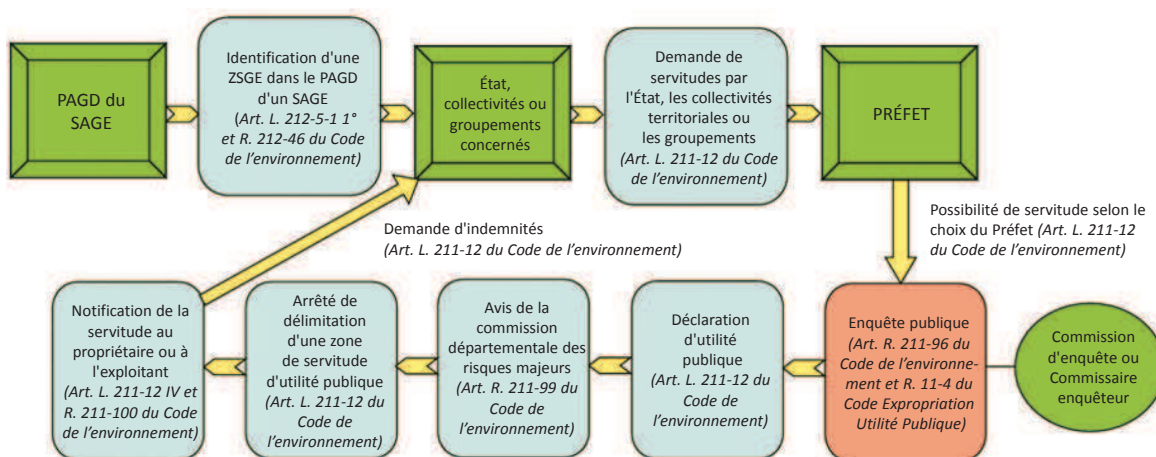 PAGD du
SAGE
Identification d'une
ZSGE dans le PAGD
d'un SAGE
(Art. L. 212-5-1 1°
et R. 212-46 du Code
de l'environnement)
État,
collectivités ou
groupements
concernés
Demande de
servitudes par
l'État, les collectivités
territoriales ou
les groupements
(Art. L. 211-12 du Code
de l'environnement)
PRÉFET
Demande d'indemnités
(Art. L. 211-12 du Code de l'environnement)
Possibilité de servitude selon le
choix du Préfet (Art. L. 211-12
du Code de l'environnement)
Notification de la
servitude au
propriétaire ou à
l'exploitant
(Art. L. 211-12 IV et
R. 211-100 du Code
de l'environnement)
Arrêté de
délimitation
d'une zone
de servitude
d'utilité publique
(Art. L. 211-12 du
Code de
l'environnement)
Avis de la
commission
départementale des
risques majeurs
(Art. R. 211-99 du
Code de
l'environnement)
Déclaration
d'utilité
publique
(Art. L. 211-12 du
Code de
l'environnement)
Enquête publique
(Art. R. 211-96 du
Code de l'environne-
ment et R. 11-4 du
Code Expropriation
Utilité Publique)
Commission
d'enquête ou
Commissaire
enquêteur